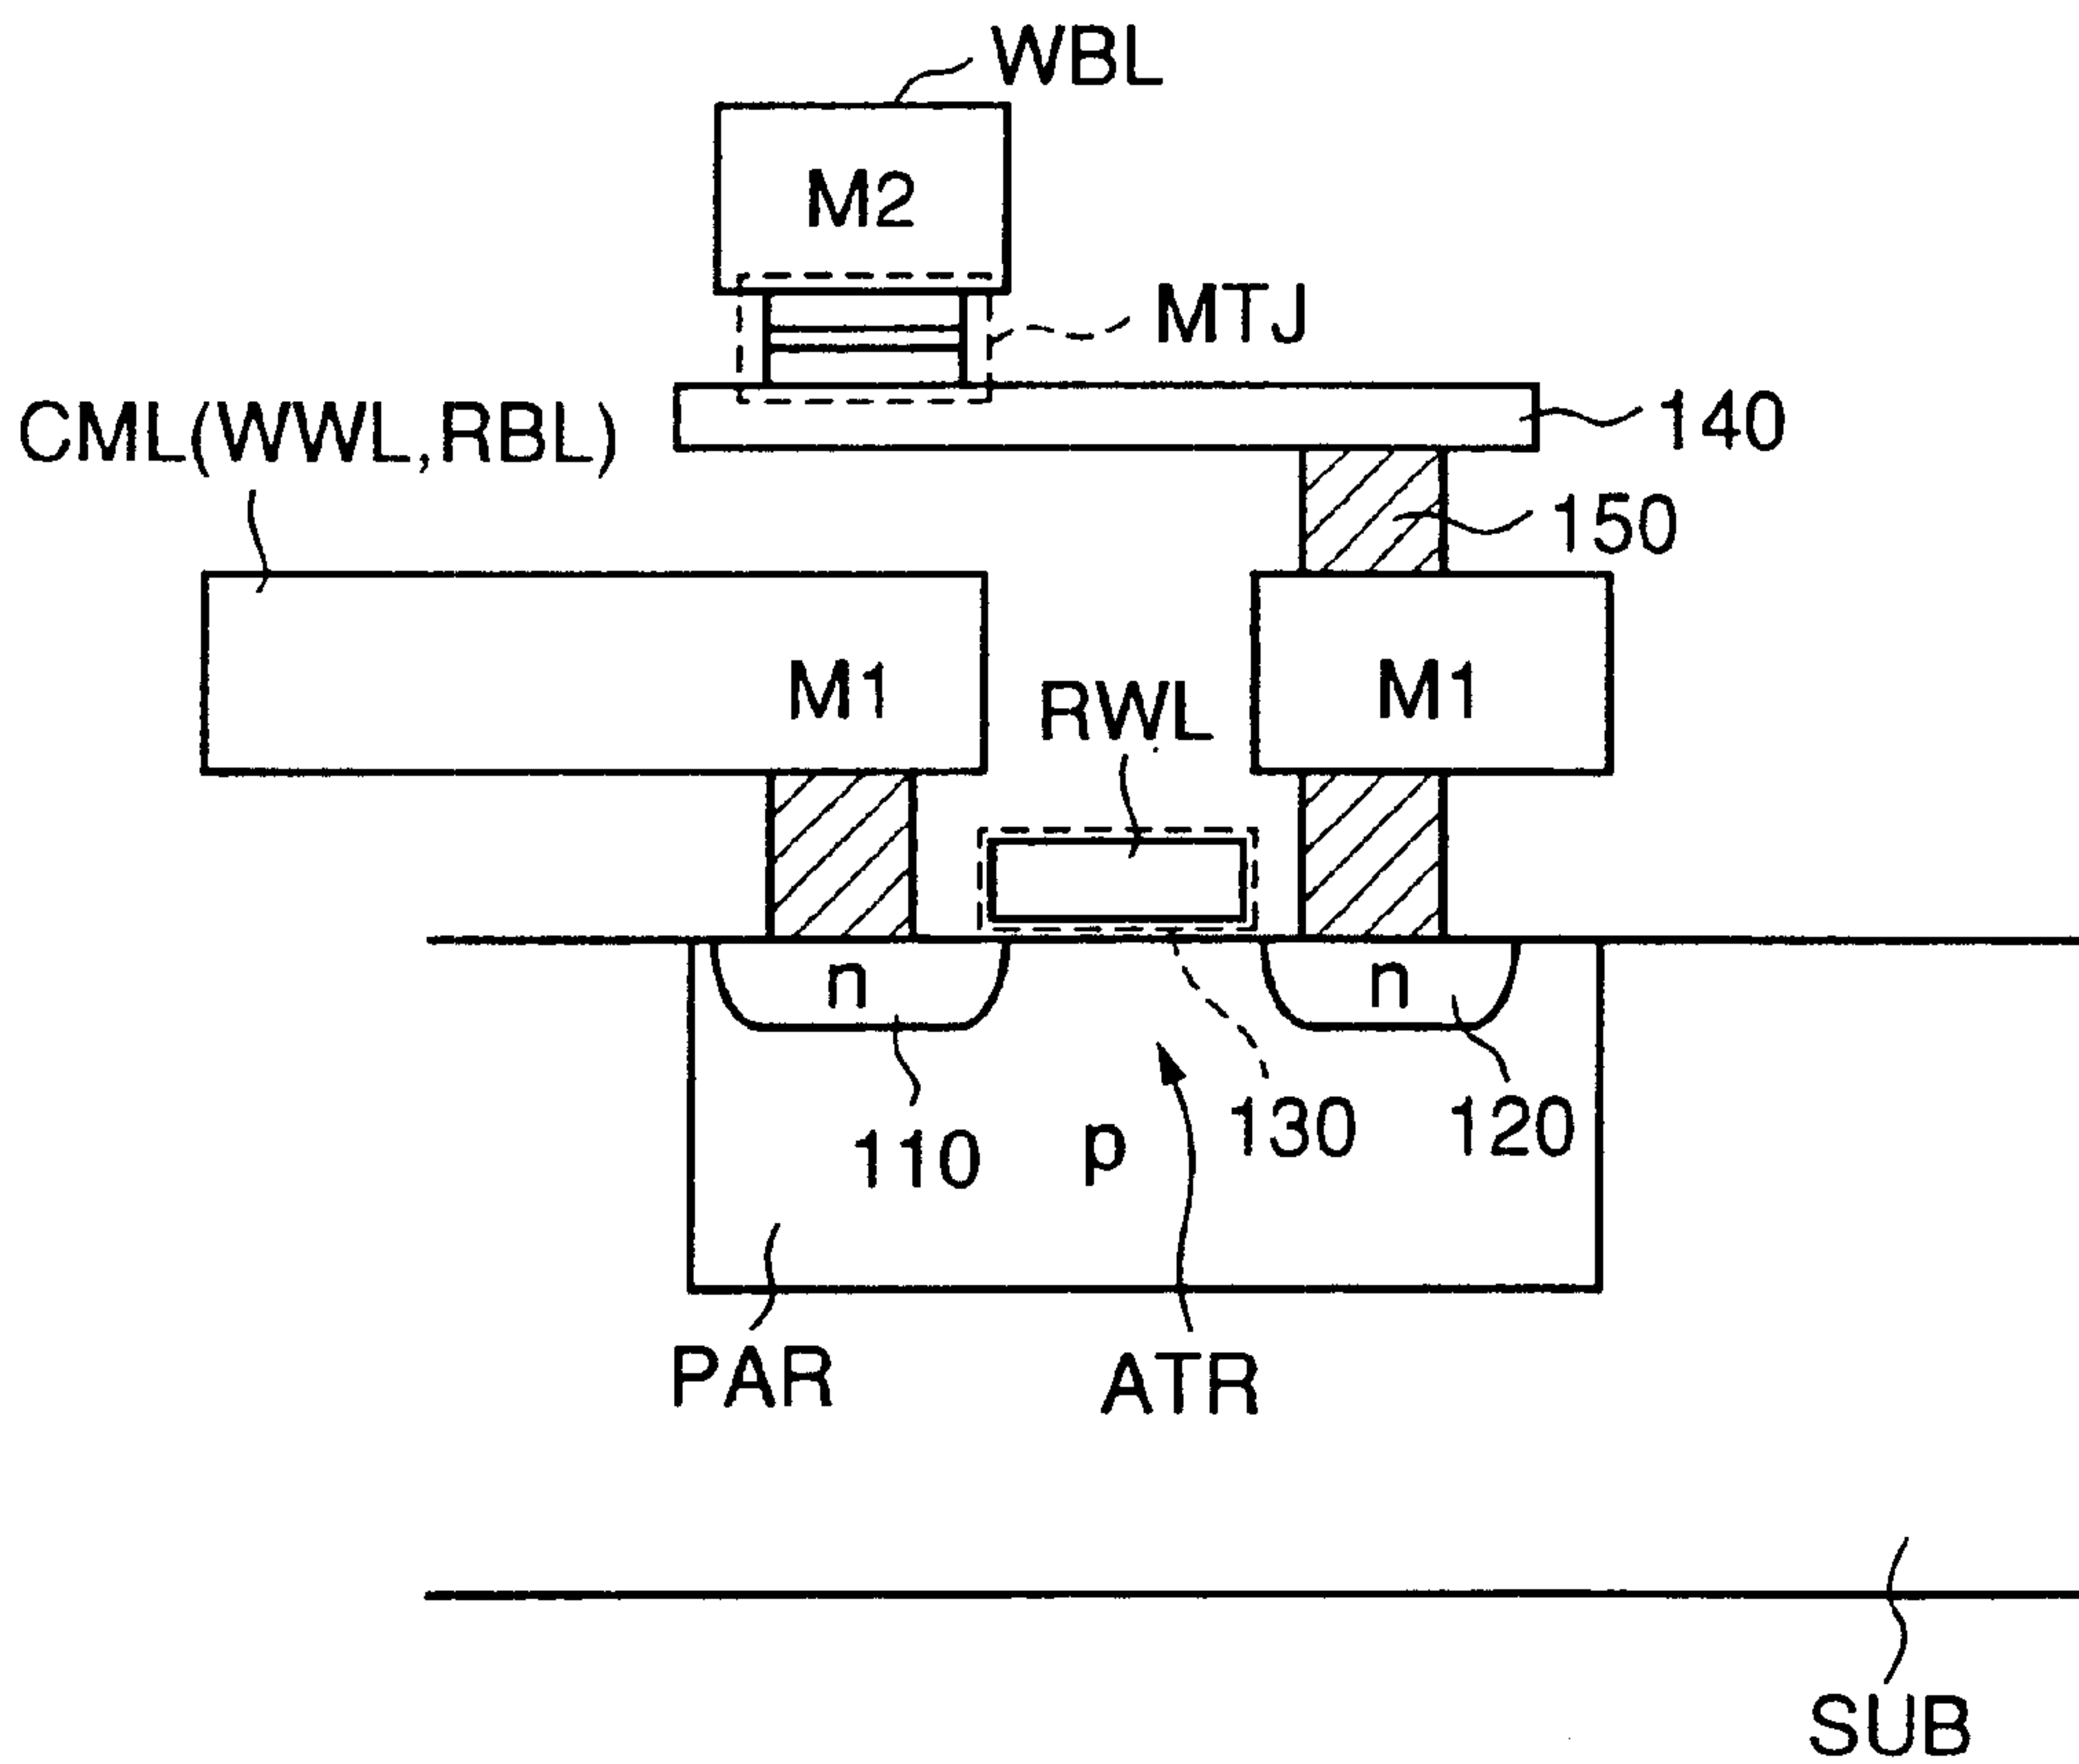 WBL
M2
MTJ
CML(WWL,RBL)
140
150
M1
RWL
M1
n
n
110
p
130
120
PAR
ATR
SUB